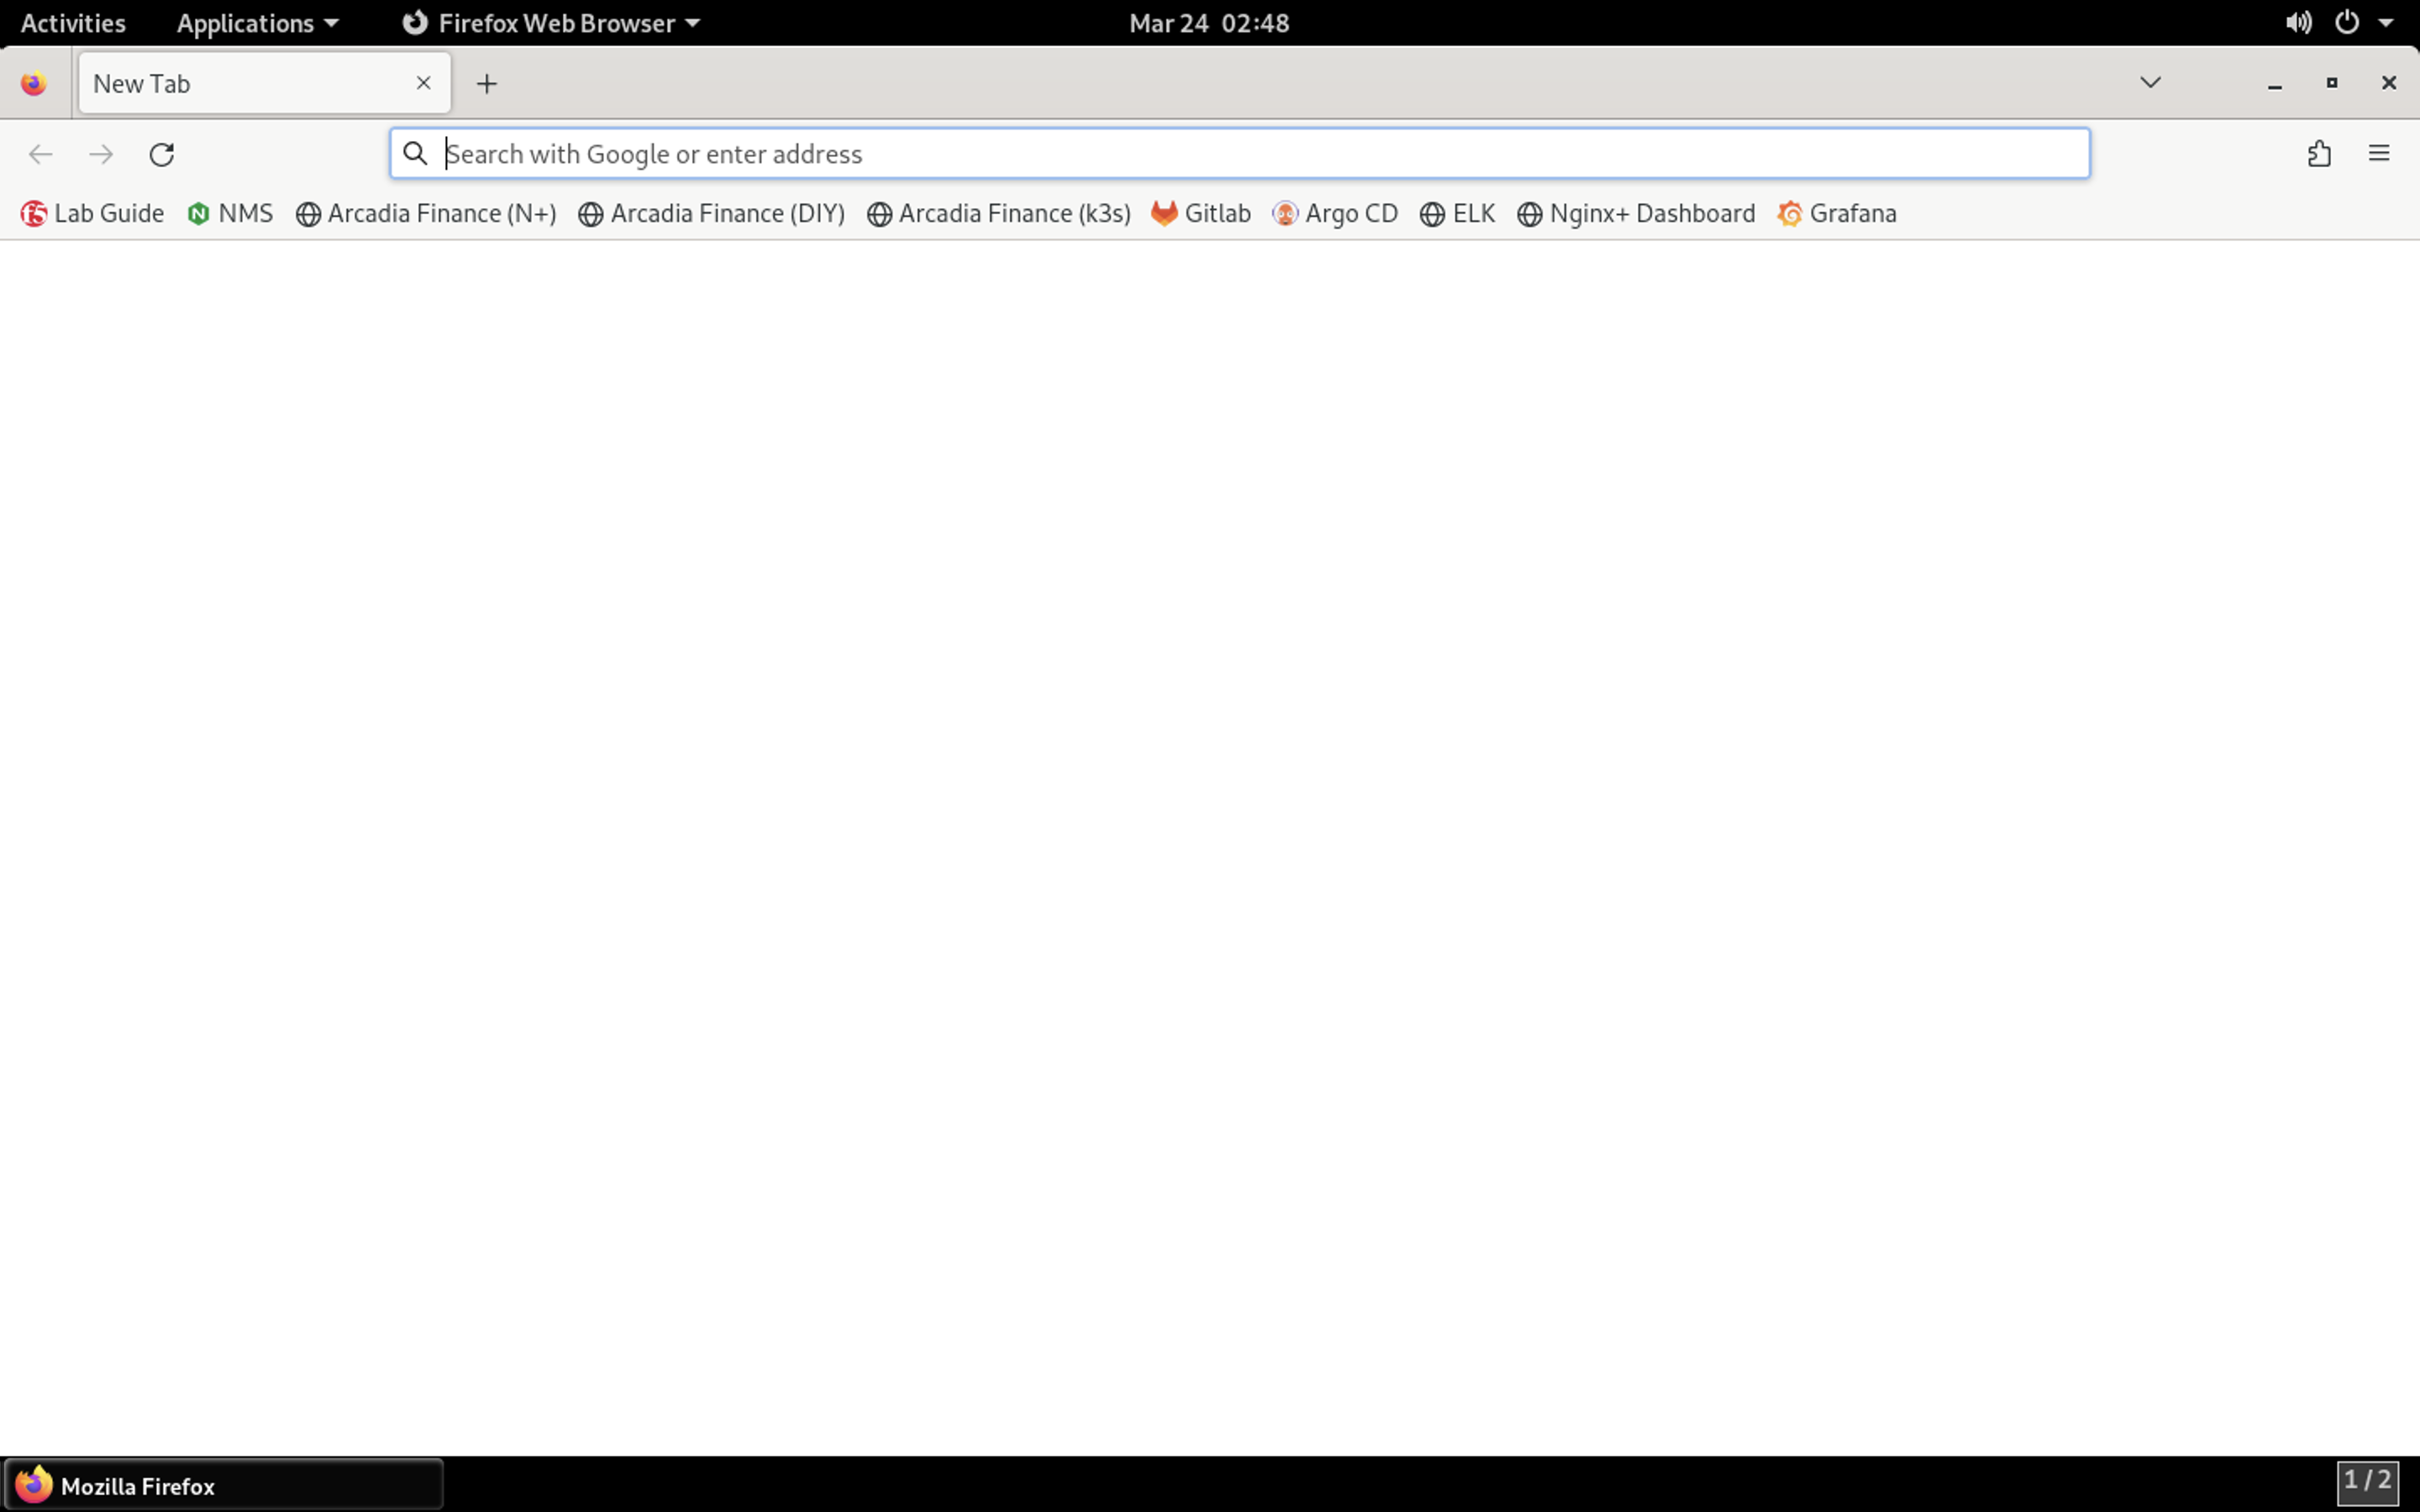 Activities Applications Firefox Web Browser Mar 24 02:48
New Tab
Search with Google or enter address
Lab Guide NMS Arcadia Finance (N+) Arcadia Finance (DIY) Arcadia Finance (k3s) Gitlab Argo CD ELK Nginx+ Dashboard Grafana
Mozilla Firefox 1 / 2